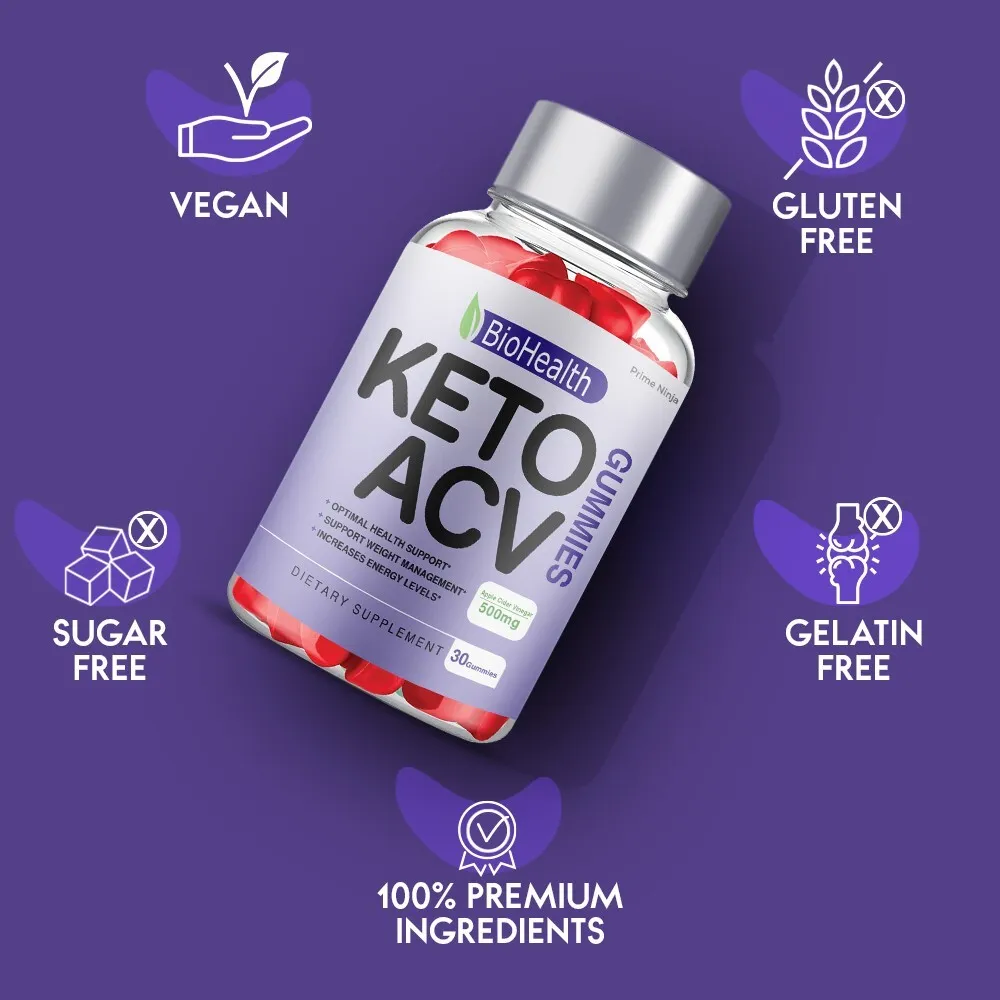 VEGAN
GLUTEN
FREE
BioHealth
Prime Ninja
KETO
ACV
GUMMIES
+ OPTIMAL HEALTH SUPPORT*
+ SUPPORT WEIGHT MANAGEMENT*
+ INCREASES ENERGY LEVELS*
DIETARY SUPPLEMENT
Apple Cider Vinegar
500mg
30Gummies
SUGAR
FREE
X
GELATIN
FREE
X
X
100% PREMIUM
INGREDIENTS